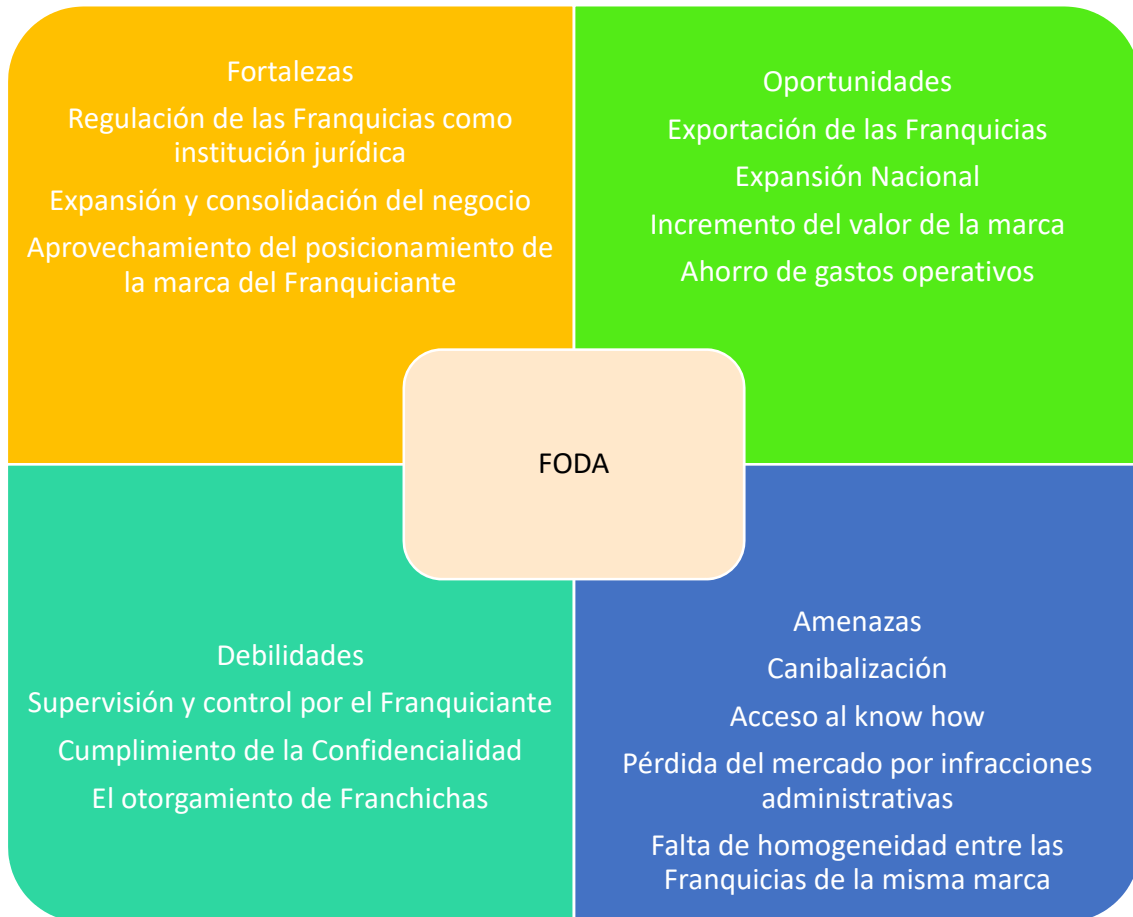 Fortalezas
Regulación de las Franquicias como
institución jurídica
Expansión y consolidación del negocio
Aprovechamiento del posicionamiento de
la marca del Franquiciante
Oportunidades
Exportación de las Franquicias
Expansión Nacional
Incremento del valor de la marca
Ahorro de gastos operativos
FODA
Debilidades
Supervisión y control por el Franquiciante
Cumplimiento de la Confidencialidad
El otorgamiento de Franchichas
Amenazas
Canibalización
Acceso al know how
Pérdida del mercado por infracciones
administrativas
Falta de homogeneidad entre las
Franquicias de la misma marca